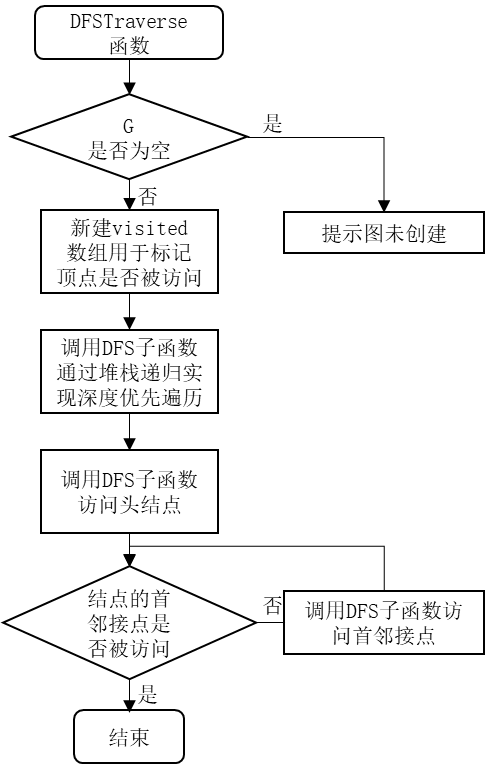 DFSTraverse
函数
G
是否为空
是
否
新建visited
数组用于标记
顶点是否被访问
提示图未创建
调用DFS子函数
通过堆栈递归实
现深度优先遍历
调用DFS子函数
访问头结点
结点的首
邻接点是
否被访问
否
调用DFS子函数访
问首邻接点
是
结束